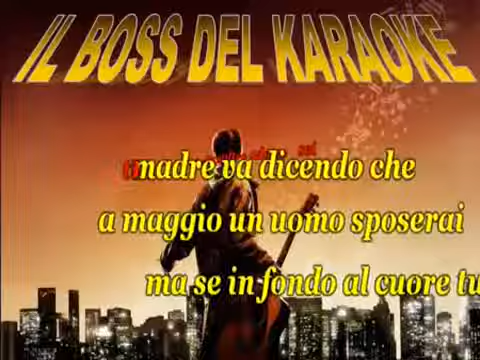 IL BOSS DEL KARAOKE
madre va dicendo che
a maggio un uomo sposerai
ma se in fondo al cuore tu